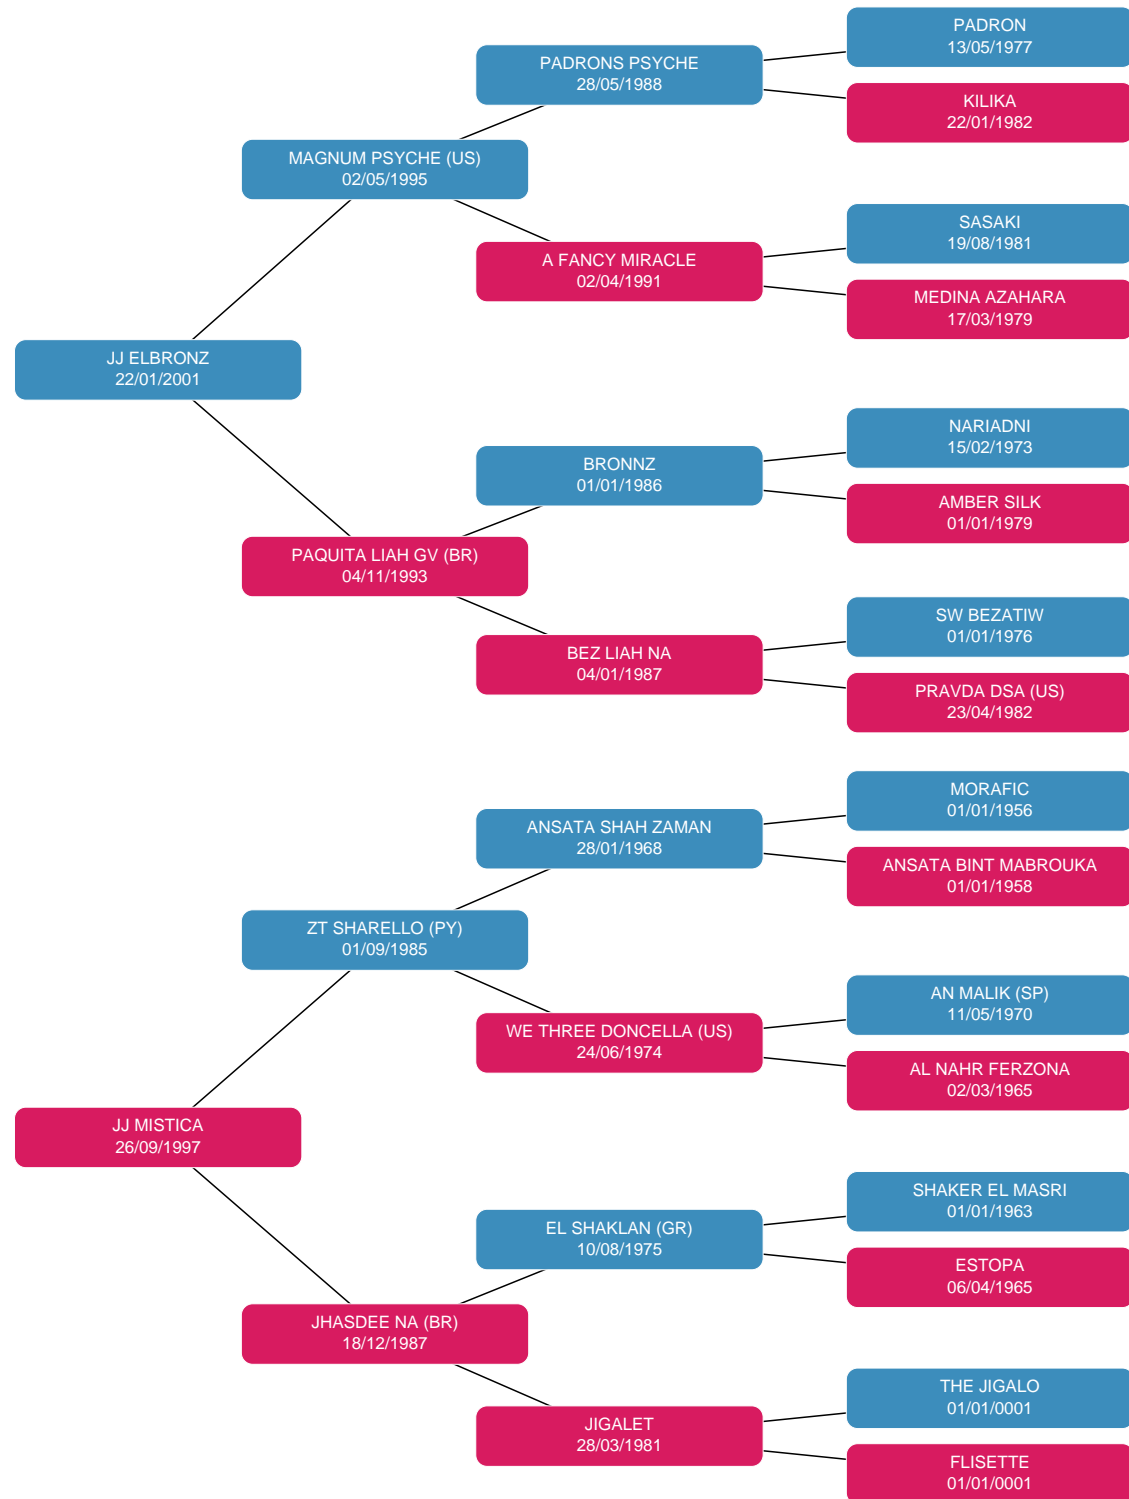 PADRON
13/05/1977
PADRONS PSYCHE
28/05/1988
KILIKA
22/01/1982
MAGNUM PSYCHE (US)
02/05/1995
SASAKI
19/08/1981
A FANCY MIRACLE
02/04/1991
MEDINA AZAHARA
17/03/1979
JJ ELBRONZ
22/01/2001
NARIADNI
15/02/1973
BRONNZ
01/01/1986
AMBER SILK
01/01/1979
PAQUITA LIAH GV (BR)
04/11/1993
SW BEZATIW
01/01/1976
BEZ LIAH NA
04/01/1987
PRAVDA DSA (US)
23/04/1982
MORAFIC
01/01/1956
ANSATA SHAH ZAMAN
28/01/1968
ANSATA BINT MABROUKA
01/01/1958
ZT SHARELLO (PY)
01/09/1985
AN MALIK (SP)
11/05/1970
WE THREE DONCELLA (US)
24/06/1974
AL NAHR FERZONA
02/03/1965
JJ MISTICA
26/09/1997
SHAKER EL MASRI
01/01/1963
EL SHAKLAN (GR)
10/08/1975
ESTOPA
06/04/1965
JHASDEE NA (BR)
18/12/1987
THE JIGALO
01/01/0001
JIGALET
28/03/1981
FLISETTE
01/01/0001